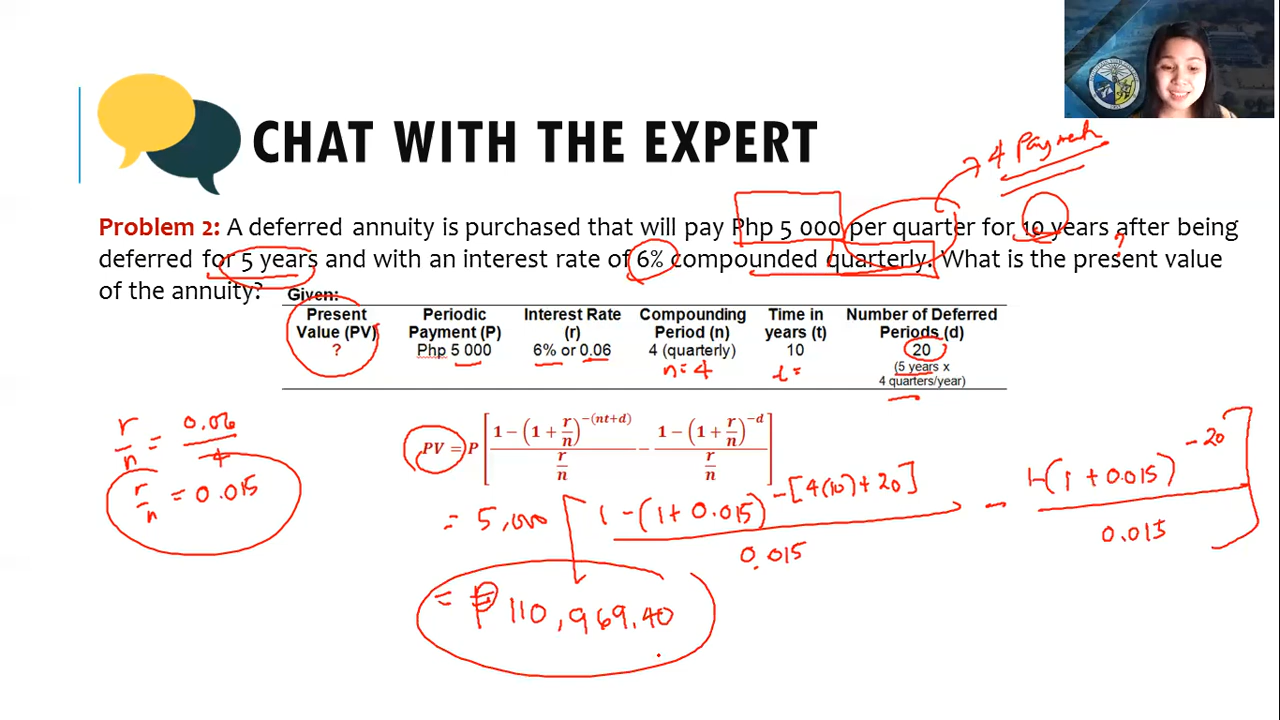 CHAT WITH THE EXPERT
4 Payments
Problem 2: A deferred annuity is purchased that will pay Php 5 000 per quarter for 10 years after being
deferred for 5 years and with an interest rate of 6% compounded quarterly. What is the present value
of the annuity?
?
Given:
Present Value (PV) | Periodic Payment (P) | Interest Rate (r) | Compounding Period (n) | Time in years (t) | Number of Deferred Periods (d)
? | Php 5 000 | 6% or 0.06 | 4 (quarterly) | 10 | 20
(5 years x 4 quarters/year)
n = 4
t =
r/n = 0.06/4
r/n = 0.015
PV = P [ (1 − (1 + r/n)^−(nt+d)) / (r/n) − (1 − (1 + r/n)^−d) / (r/n) ]
= 5,000 [ (1 − (1 + 0.015)^−[4(10) + 20]) / 0.015 − (1 − (1 + 0.015)^−20) / 0.015 ]
= ₱ 110,969.40